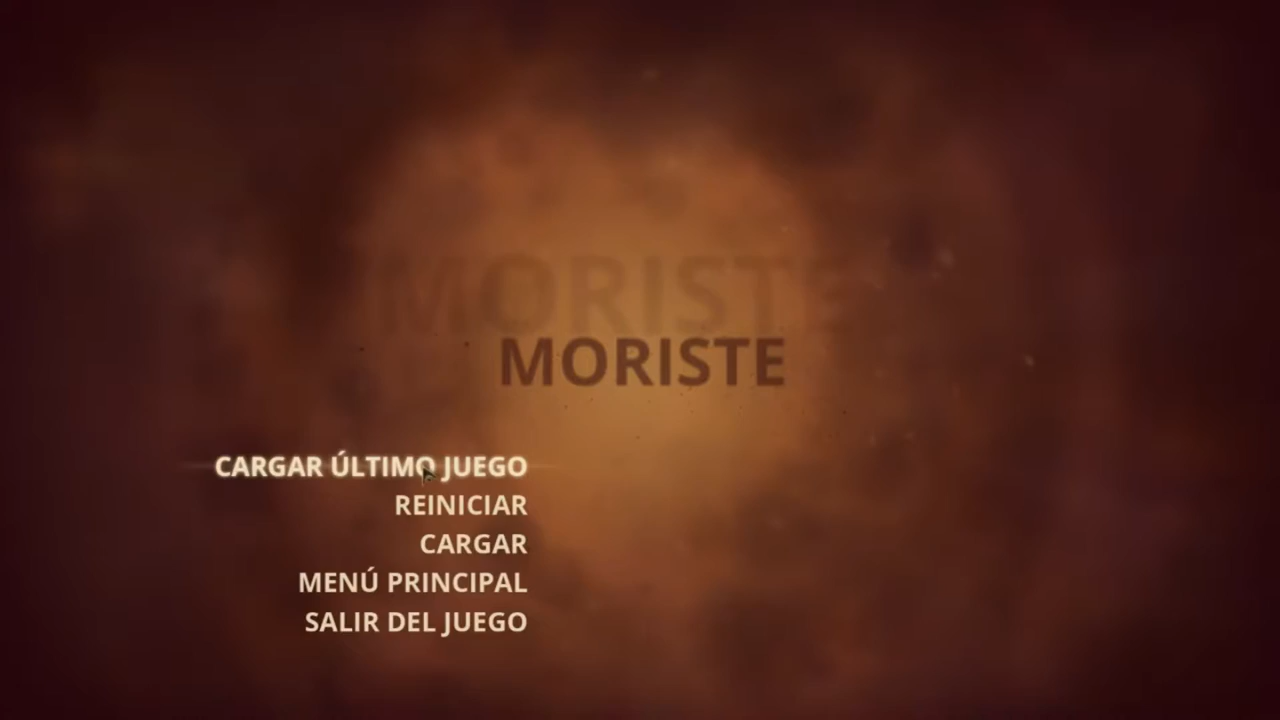 MORISTE
MORISTE
CARGAR ÚLTIMO JUEGO
REINICIAR
CARGAR
MENÚ PRINCIPAL
SALIR DEL JUEGO